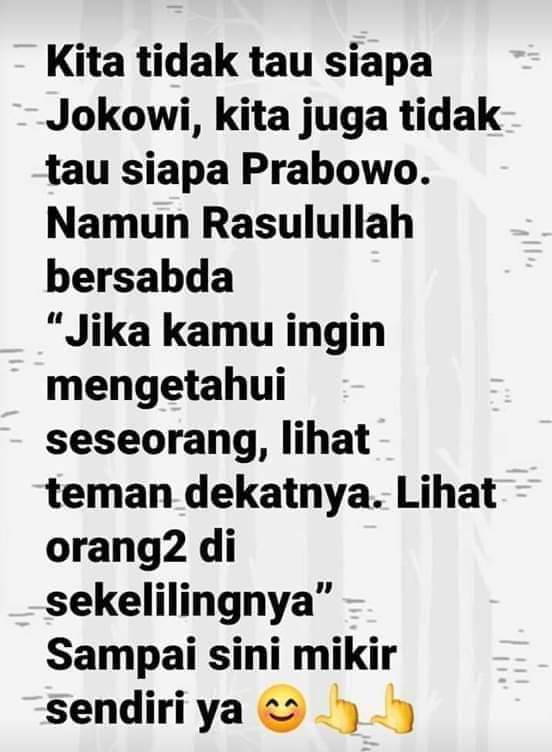 Kita tidak tau siapa
Jokowi, kita juga tidak
tau siapa Prabowo.
Namun Rasulullah
bersabda
“Jika kamu ingin
mengetahui
seseorang, lihat
teman dekatnya. Lihat
orang2 di
sekelilingnya”
Sampai sini mikir
sendiri ya 😊👆👆